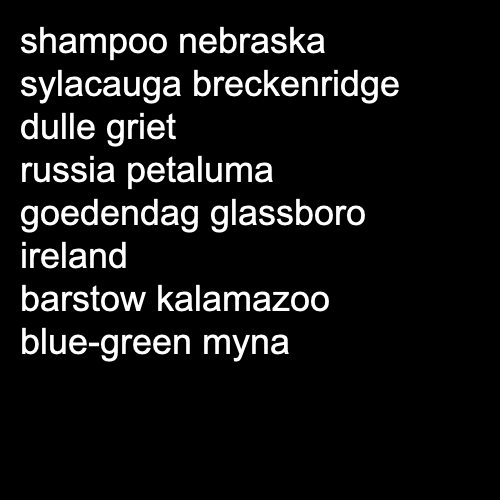 shampoo nebraska
sylacauga breckenridge
dulle griet
russia petaluma
goedendag glassboro
ireland
barstow kalamazoo
blue-green myna